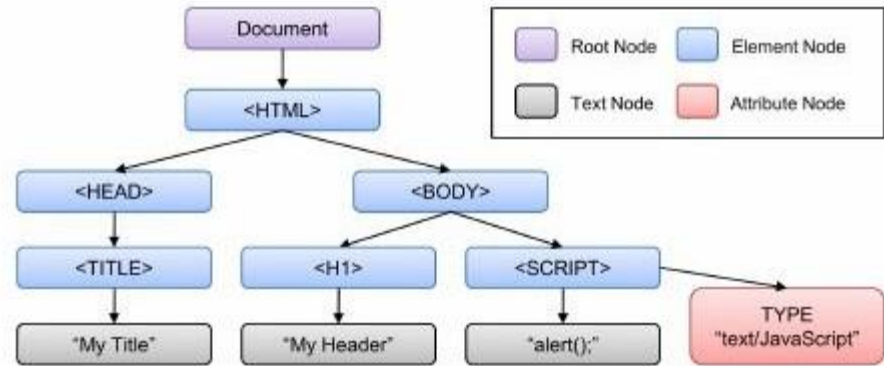 Document
Root Node
Element Node
Text Node
Attribute Node
<HTML>
<HEAD>
<BODY>
<TITLE>
<H1>
<SCRIPT>
"My Title"
"My Header"
"alert();"
TYPE
"text/JavaScript"